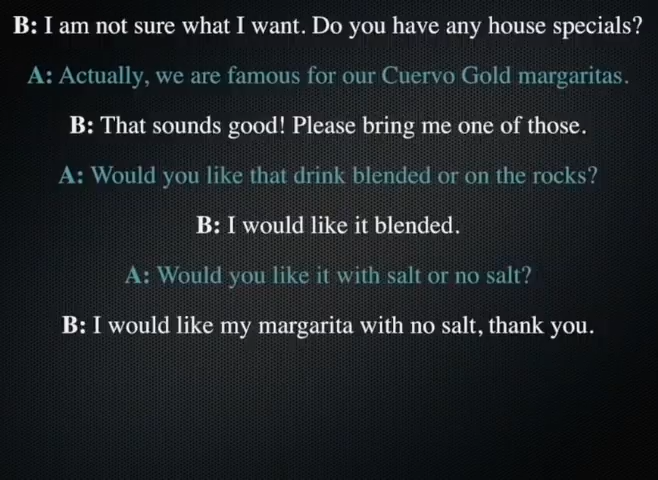 B: I am not sure what I want. Do you have any house specials?
A: Actually, we are famous for our Cuervo Gold margaritas.
B: That sounds good! Please bring me one of those.
A: Would you like that drink blended or on the rocks?
B: I would like it blended.
A: Would you like it with salt or no salt?
B: I would like my margarita with no salt, thank you.